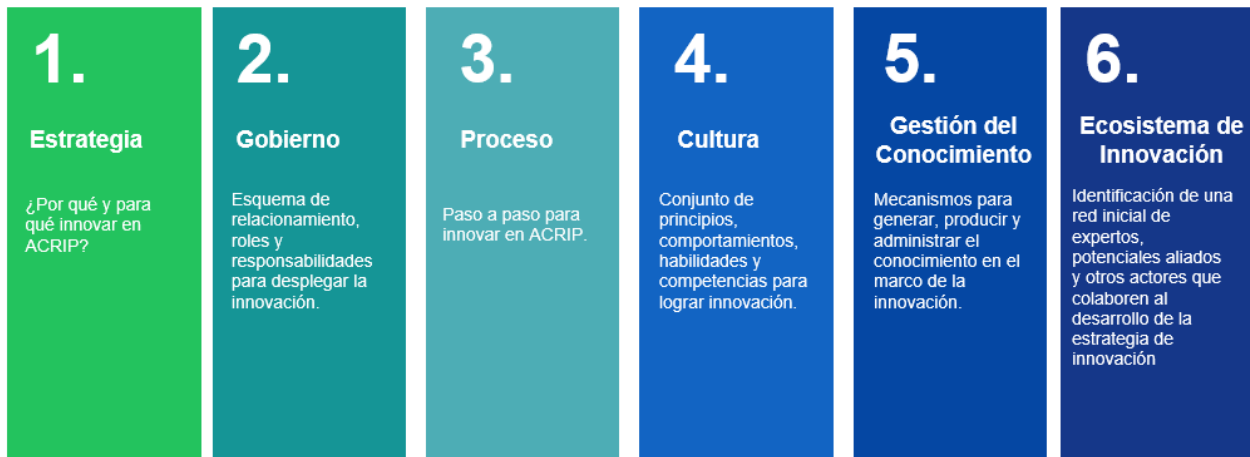 1.
Estrategia
¿Por qué y para
qué innovar en
ACRIP?
2.
Gobierno
Esquema de
relacionamiento,
roles y
responsabilidades
para desplegar la
innovación.
3.
Proceso
Paso a paso para
innovar en ACRIP.
4.
Cultura
Conjunto de
principios,
comportamientos,
habilidades y
competencias para
lograr innovación.
5.
Gestión del
Conocimiento
Mecanismos para
generar, producir y
administrar el
conocimiento en el
marco de la
innovación.
6.
Ecosistema de
Innovación
Identificación de una
red inicial de
expertos,
potenciales aliados
y otros actores que
colaboren al
desarrollo de la
estrategia de
innovación